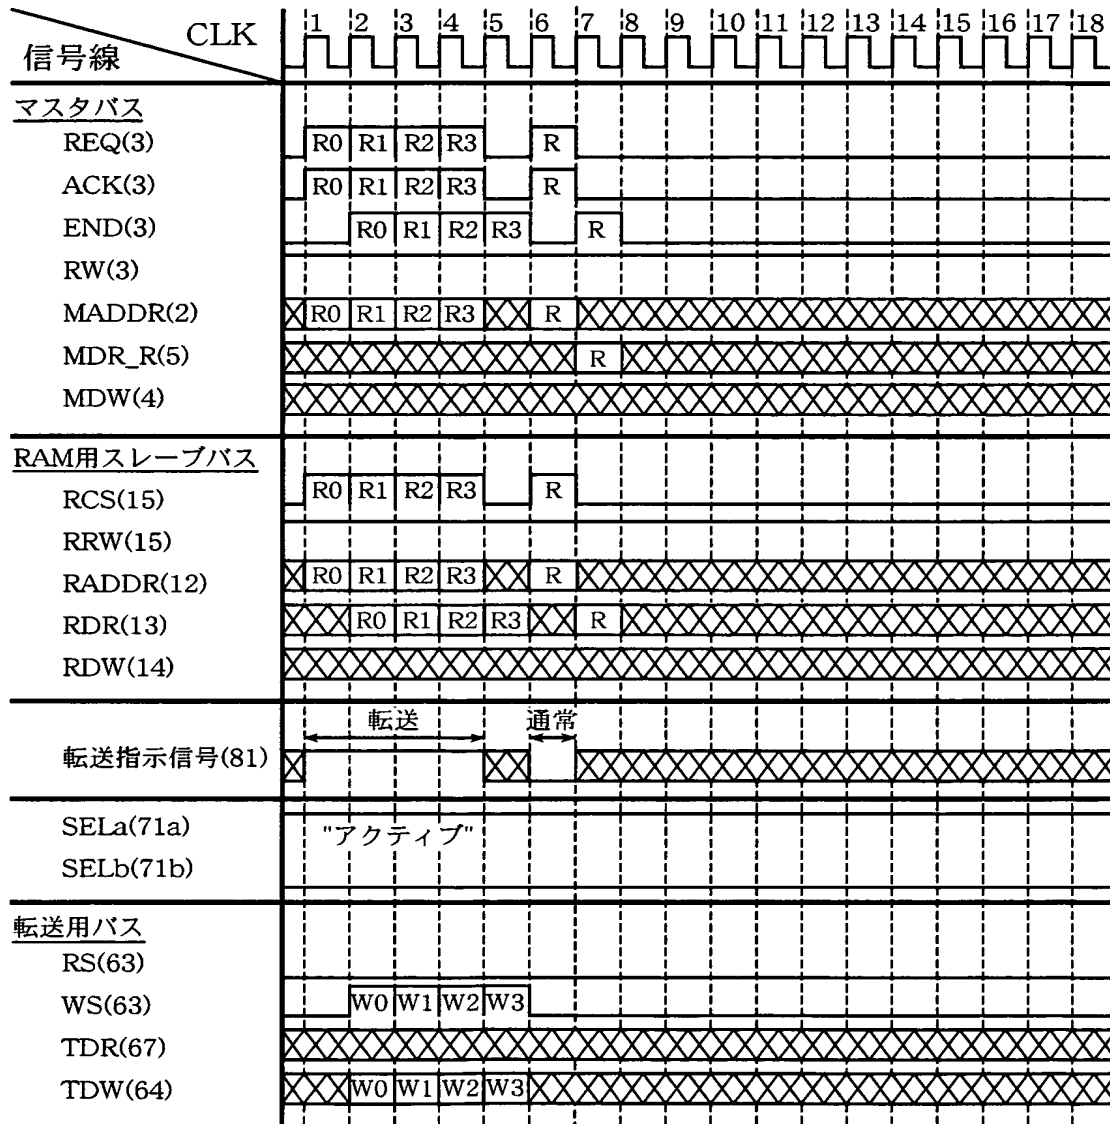 CLK
信号線
1 2 3 4 5 6 7 8 9 10 11 12 13 14 15 16 17 18
マスタバス
REQ(3) R0 R1 R2 R3 R
ACK(3) R0 R1 R2 R3 R
END(3) R0 R1 R2 R3 R
RW(3)
MADDR(2) R0 R1 R2 R3 R
MDR_R(5) R
MDW(4)
RAM用スレーブバス
RCS(15) R0 R1 R2 R3 R
RRW(15)
RADDR(12) R0 R1 R2 R3 R
RDR(13) R0 R1 R2 R3 R
RDW(14)
転送 通常
転送指示信号(81)
SELa(71a)
"アクティブ"
SELb(71b)
転送用バス
RS(63)
WS(63) W0 W1 W2 W3
TDR(67)
TDW(64) W0 W1 W2 W3